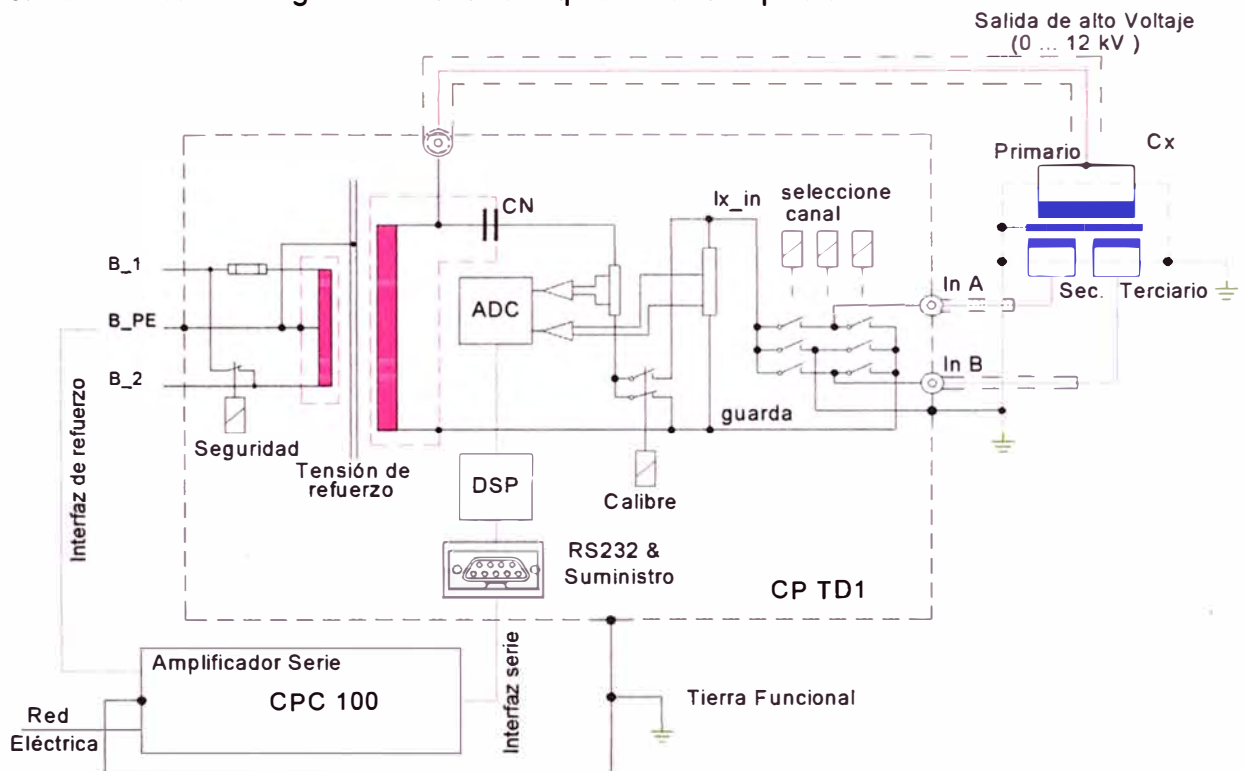 Salida de alto Voltaje
(0 ... 12 kV )
Primario
Cx
CN
Ix_in
seleccione
canal
B_1
B_PE
B_2
ADC
In A
Sec.
Terciario
In B
guarda
Seguridad
Tensión de
refuerzo
DSP
Calibre
Interfaz de refuerzo
RS232 &
Suministro
CP TD1
Amplificador Serie
CPC 100
Interfaz serie
Tierra Funcional
Red
Eléctrica